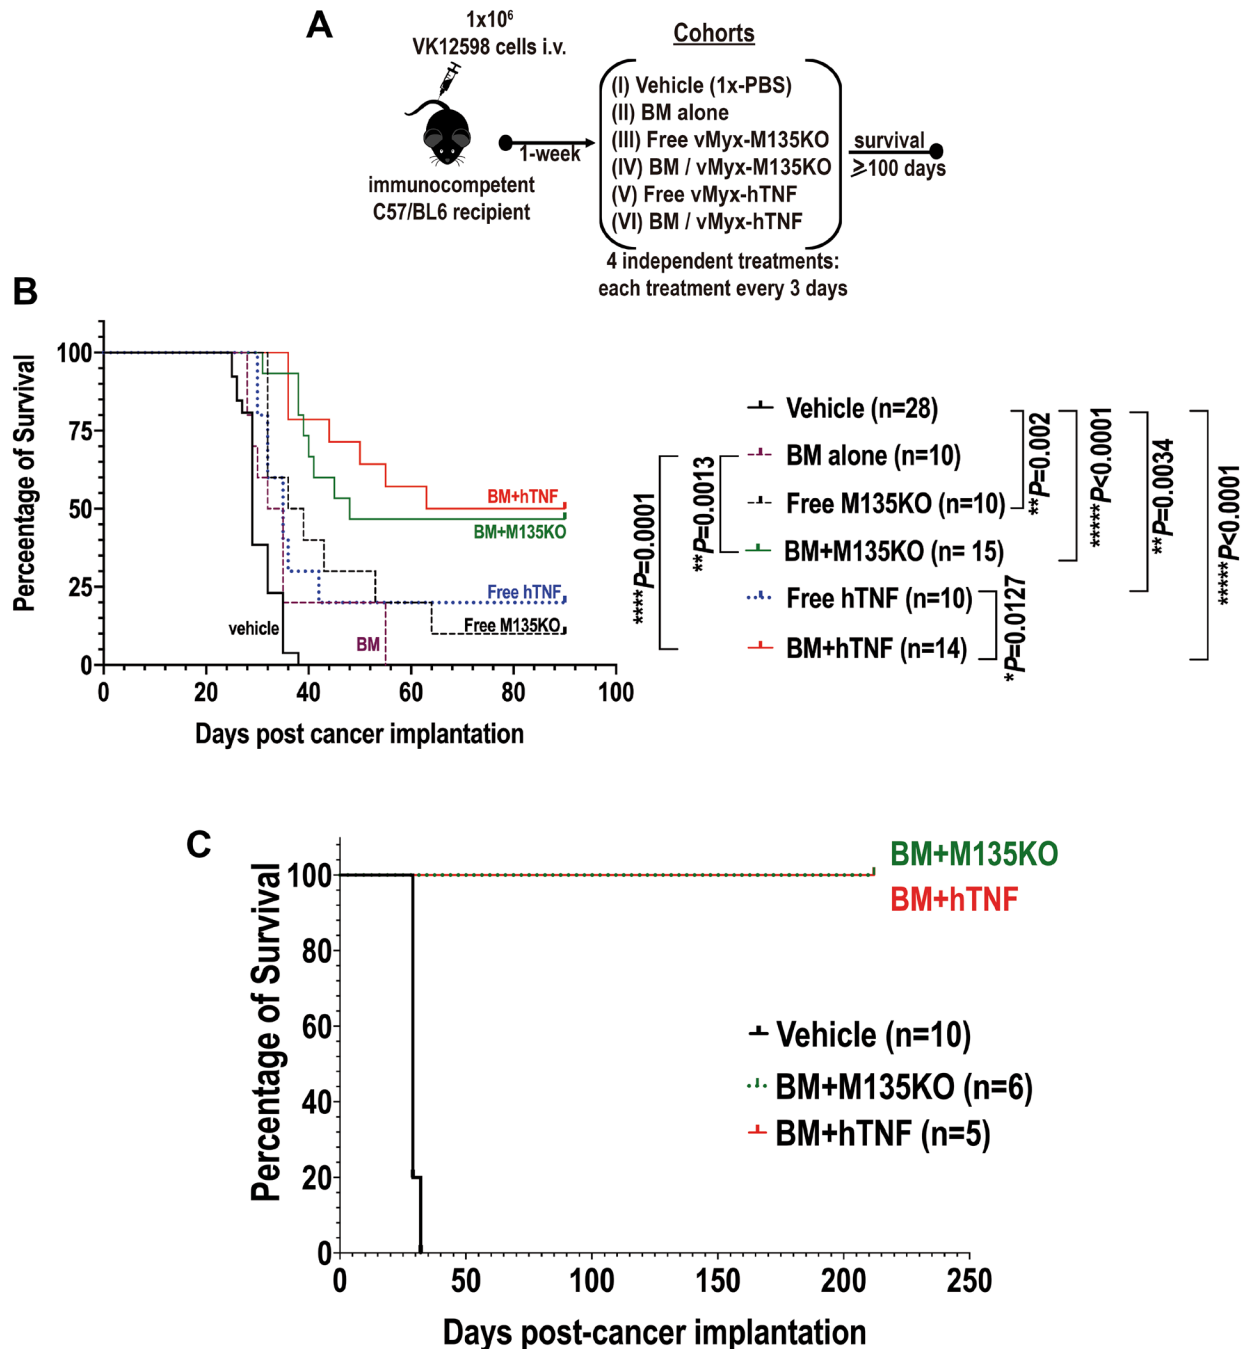 A
1x10⁶
VK12598 cells i.v.
immunocompetent
C57/BL6 recipient
1-week
Cohorts
(I) Vehicle (1x-PBS)
(II) BM alone
(III) Free vMyx-M135KO
(IV) BM / vMyx-M135KO
(V) Free vMyx-hTNF
(VI) BM / vMyx-hTNF
4 independent treatments:
each treatment every 3 days
survival
⩾100 days
B
Percentage of Survival
100
75
50
25
0
0 20 40 60 80 100
Days post cancer implantation
BM+hTNF
BM+M135KO
Free hTNF
Free M135KO
vehicle
BM
Vehicle (n=28)
BM alone (n=10)
Free M135KO (n=10)
BM+M135KO (n= 15)
Free hTNF (n=10)
BM+hTNF (n=14)
****P=0.0001
**P=0.0013
*P=0.0127
**P=0.002
*****P<0.0001
**P=0.0034
*****P<0.0001
C
Percentage of Survival
100
80
60
40
20
0
0 50 100 150 200 250
Days post-cancer implantation
BM+M135KO
BM+hTNF
Vehicle (n=10)
BM+M135KO (n=6)
BM+hTNF (n=5)